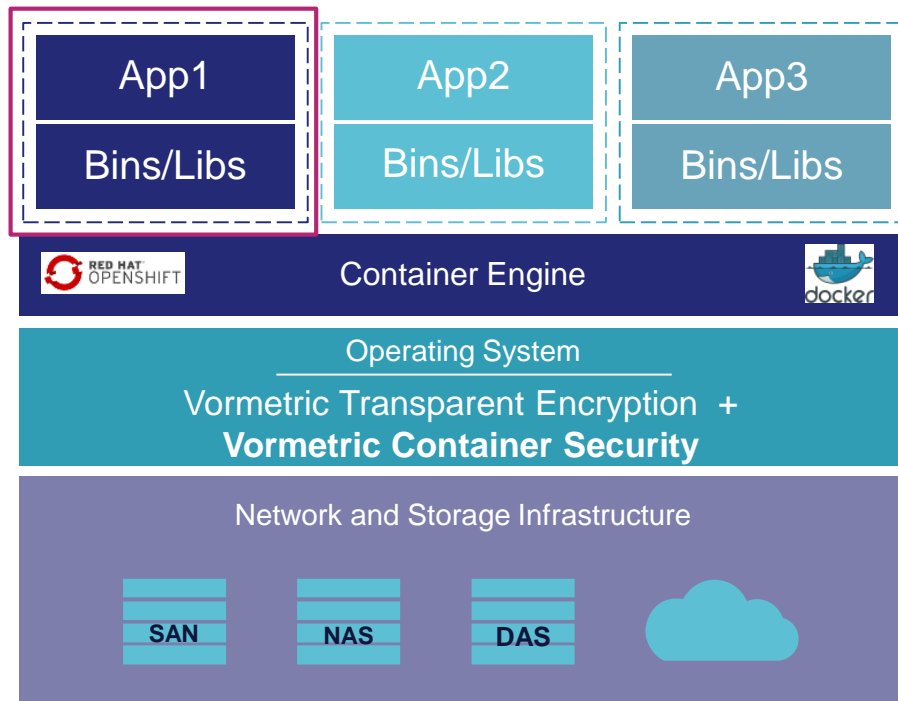 App1
App2
App3
Bins/Libs
Bins/Libs
Bins/Libs
RED HAT
OPENSHIFT
Container Engine
docker
Operating System
Vormetric Transparent Encryption +
Vormetric Container Security
Network and Storage Infrastructure
SAN
NAS
DAS